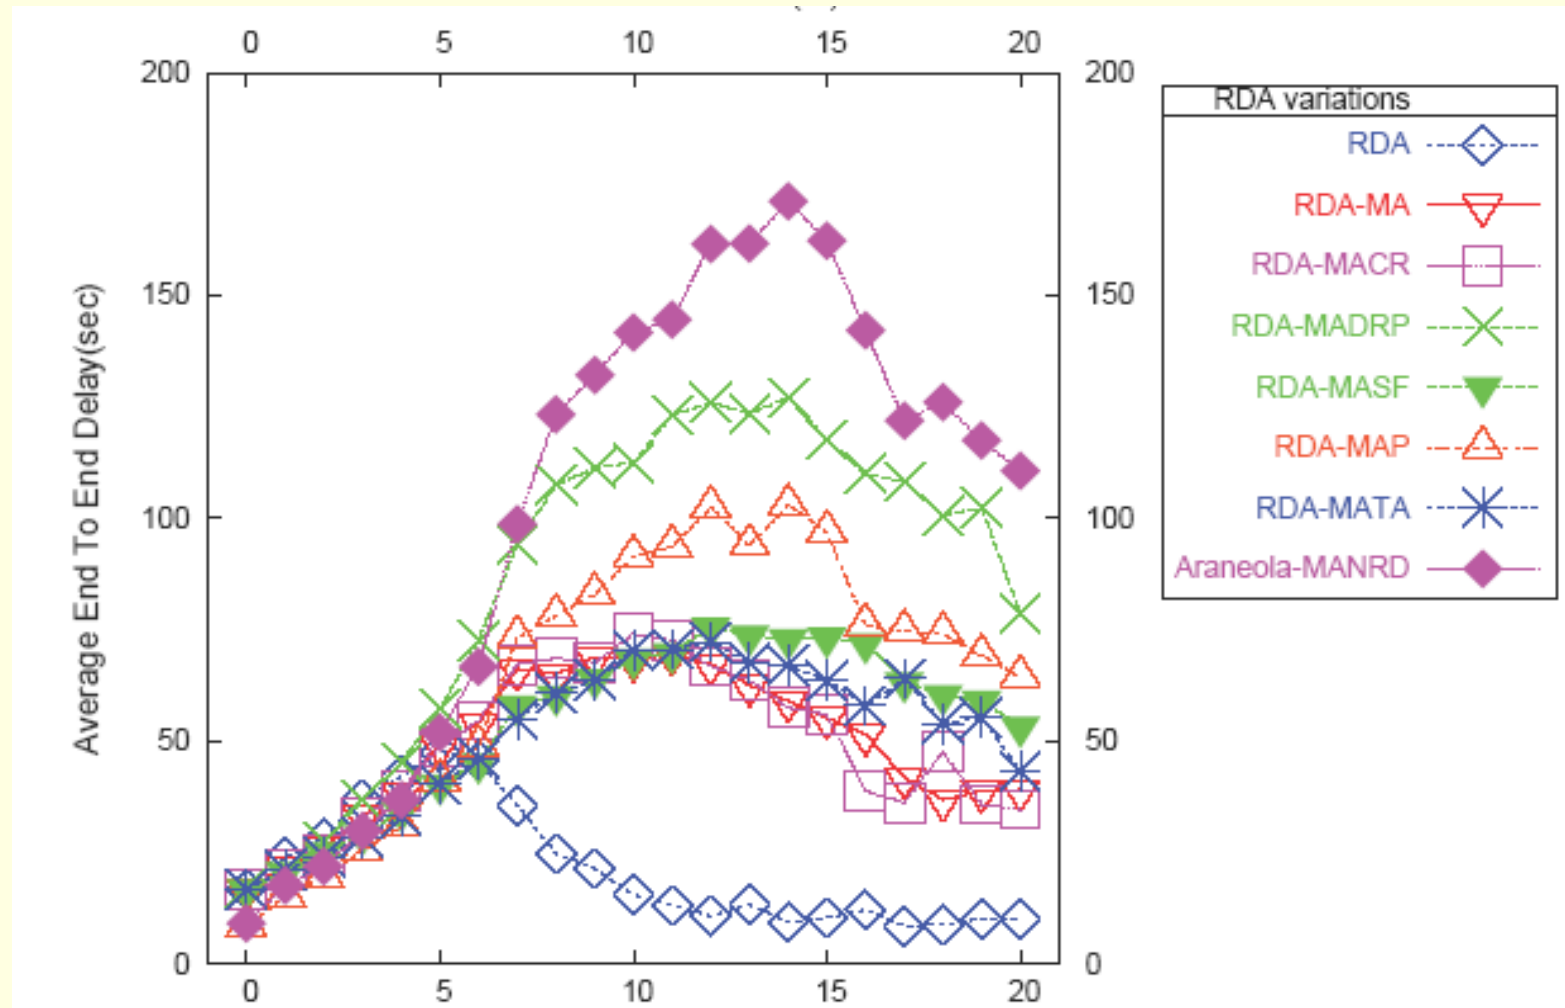 0 5 10 15 20
200 200
150 150
100 100
50 50
0 0
0 5 10 15 20
Average End To End Delay(sec)
RDA variations
RDA
RDA-MA
RDA-MACR
RDA-MADRP
RDA-MASF
RDA-MAP
RDA-MATA
Araneola-MANRD